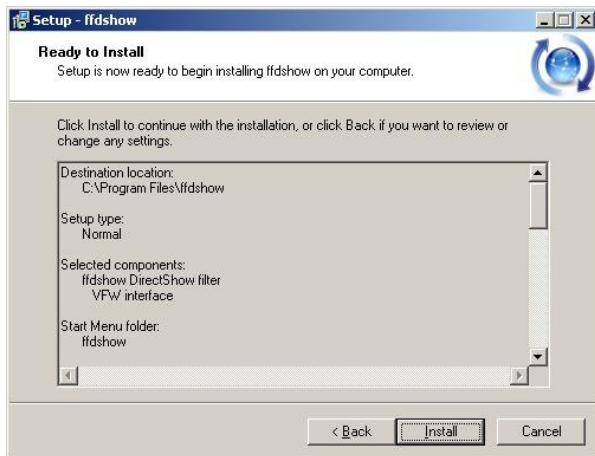 Setup - ffdshow
Ready to Install
Setup is now ready to begin installing ffdshow on your computer.
Click Install to continue with the installation, or click Back if you want to review or
change any settings.
Destination location:
C:\Program Files\ffdshow
Setup type:
Normal
Selected components:
ffdshow DirectShow filter
VFW interface
Start Menu folder:
ffdshow
< Back
Install
Cancel